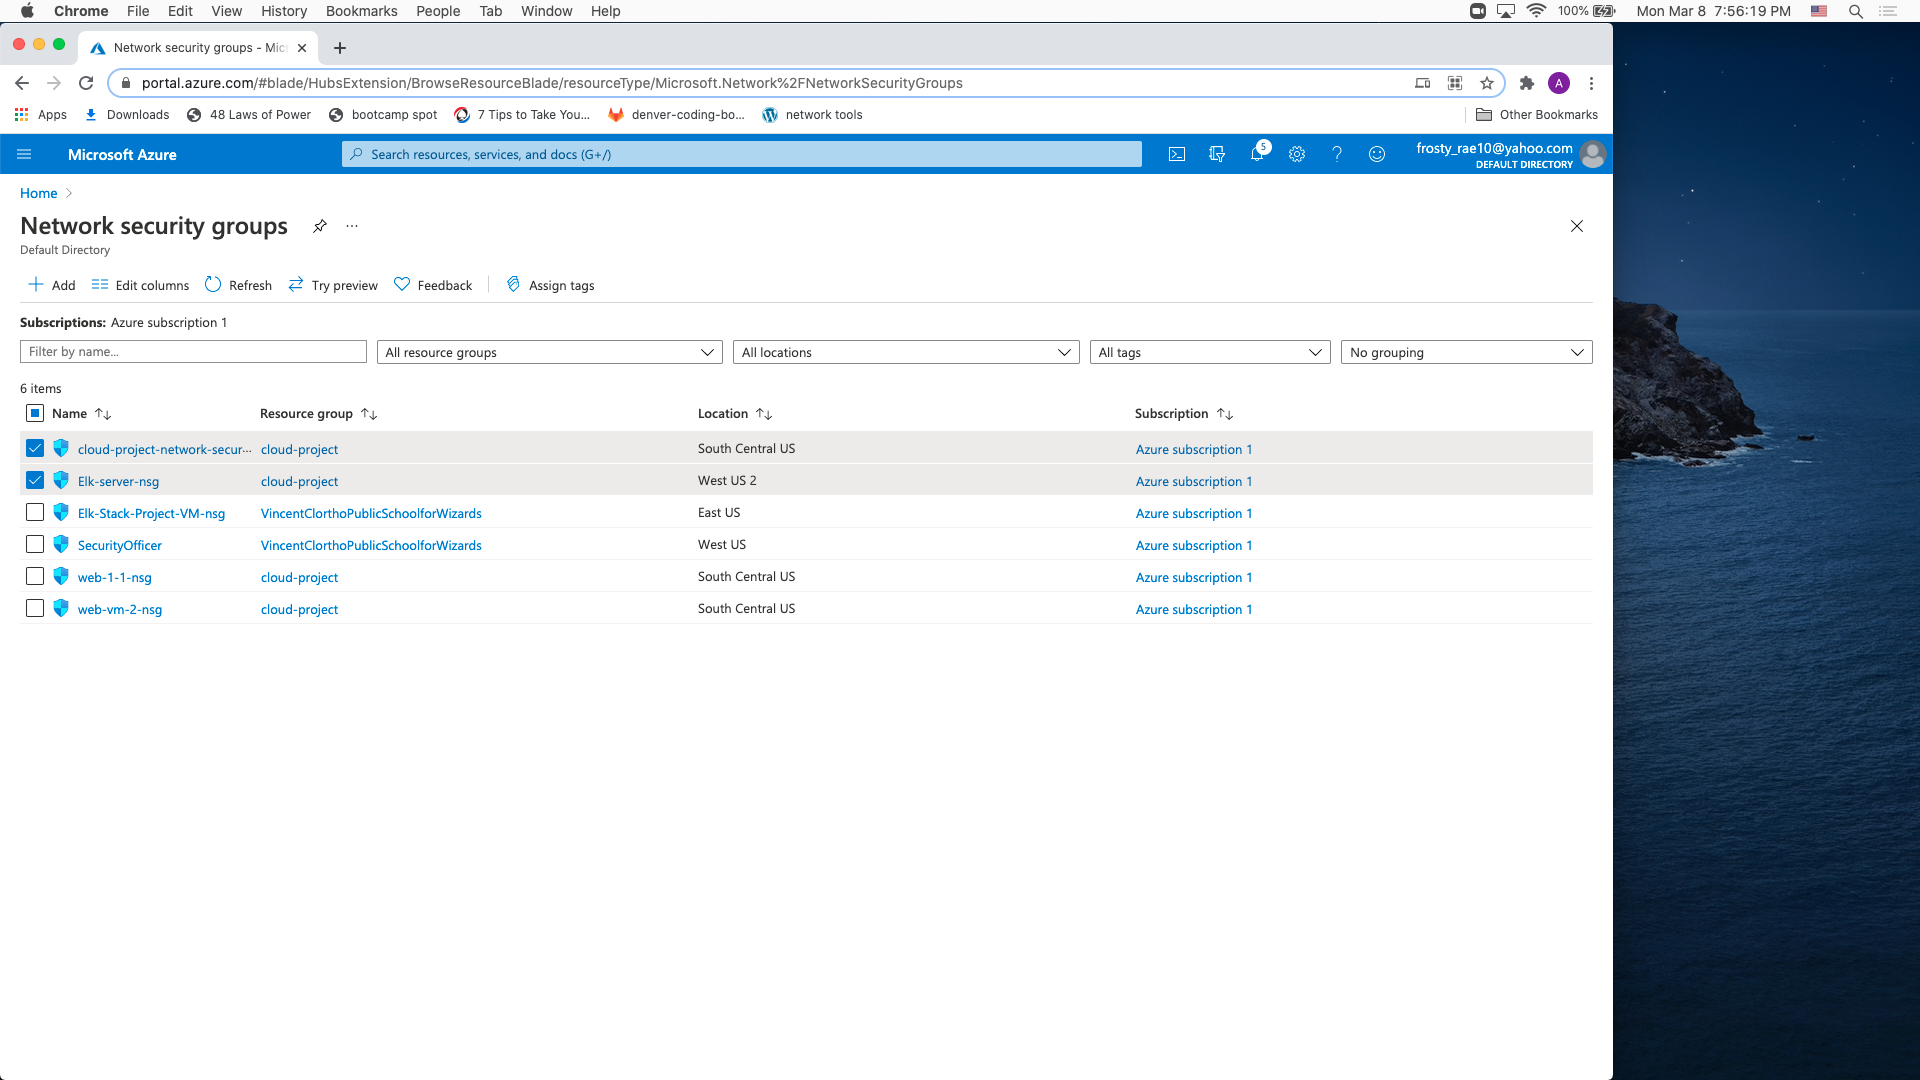 Chrome File Edit View History Bookmarks People Tab Window Help 100% Mon Mar 8 7:56:19 PM
Network security groups - Mic
portal.azure.com/#blade/HubsExtension/BrowseResourceBlade/resourceType/Microsoft.Network%2FNetworkSecurityGroups A
Apps Downloads 48 Laws of Power bootcamp spot 7 Tips to Take You... denver-coding-bo... network tools Other Bookmarks
Microsoft Azure Search resources, services, and docs (G+/) 5 frosty_rae10@yahoo.com
DEFAULT DIRECTORY
Home
Network security groups ...
Default Directory
Add Edit columns Refresh Try preview Feedback Assign tags
Subscriptions: Azure subscription 1
Filter by name... All resource groups All locations All tags No grouping
6 items
Name Resource group Location Subscription
cloud-project-network-secur... cloud-project South Central US Azure subscription 1
Elk-server-nsg cloud-project West US 2 Azure subscription 1
Elk-Stack-Project-VM-nsg VincentClorthoPublicSchoolforWizards East US Azure subscription 1
SecurityOfficer VincentClorthoPublicSchoolforWizards West US Azure subscription 1
web-1-1-nsg cloud-project South Central US Azure subscription 1
web-vm-2-nsg cloud-project South Central US Azure subscription 1